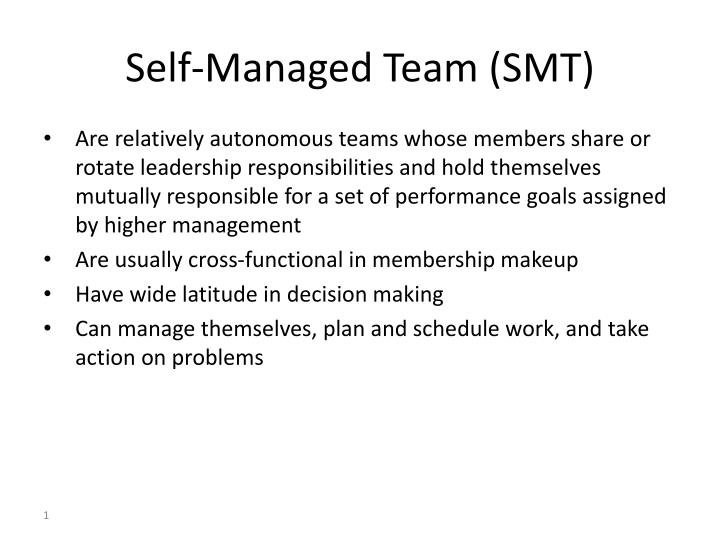 Self-Managed Team (SMT)
• Are relatively autonomous teams whose members share or
rotate leadership responsibilities and hold themselves
mutually responsible for a set of performance goals assigned
by higher management
• Are usually cross-functional in membership makeup
• Have wide latitude in decision making
• Can manage themselves, plan and schedule work, and take
action on problems
1